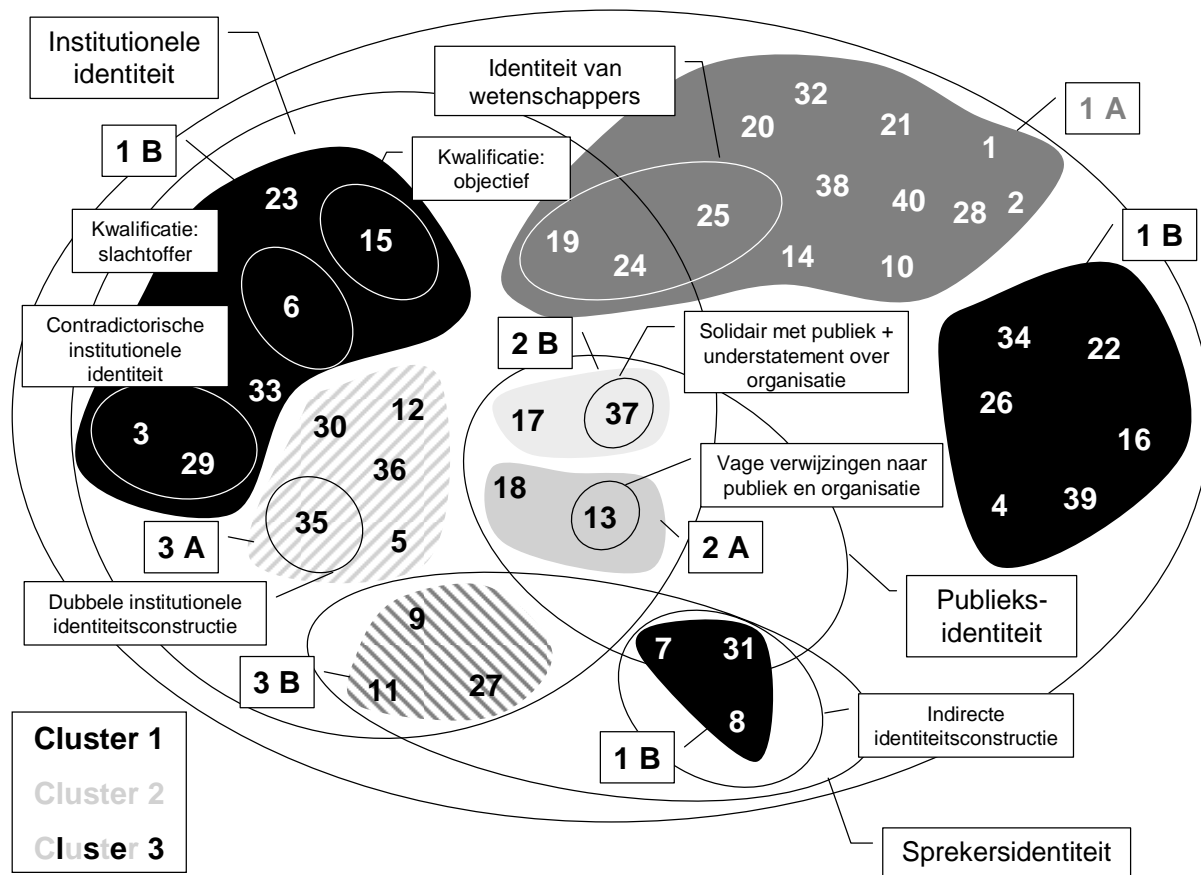 Institutionele
identiteit
Identiteit van
wetenschappers
32
20
21
1 A
1
1 B
Kwalificatie:
objectief
23
38
40
28
2
25
15
Kwalificatie:
slachtoffer
19
24
14
10
1 B
6
Contradictorische
institutionele
identiteit
2 B
Solidair met publiek +
understatement over
organisatie
34
22
33
12
30
17
37
26
3
29
36
16
Vage verwijzingen naar
publiek en organisatie
18
35
13
4
39
5
3 A
2 A
Dubbele institutionele
identiteitsconstructie
Publieks-
identiteit
9
7
31
3 B
11
27
8
Indirecte
identiteitsconstructie
1 B
Cluster 1
Cluster 2
Cluster 3
Sprekersidentiteit